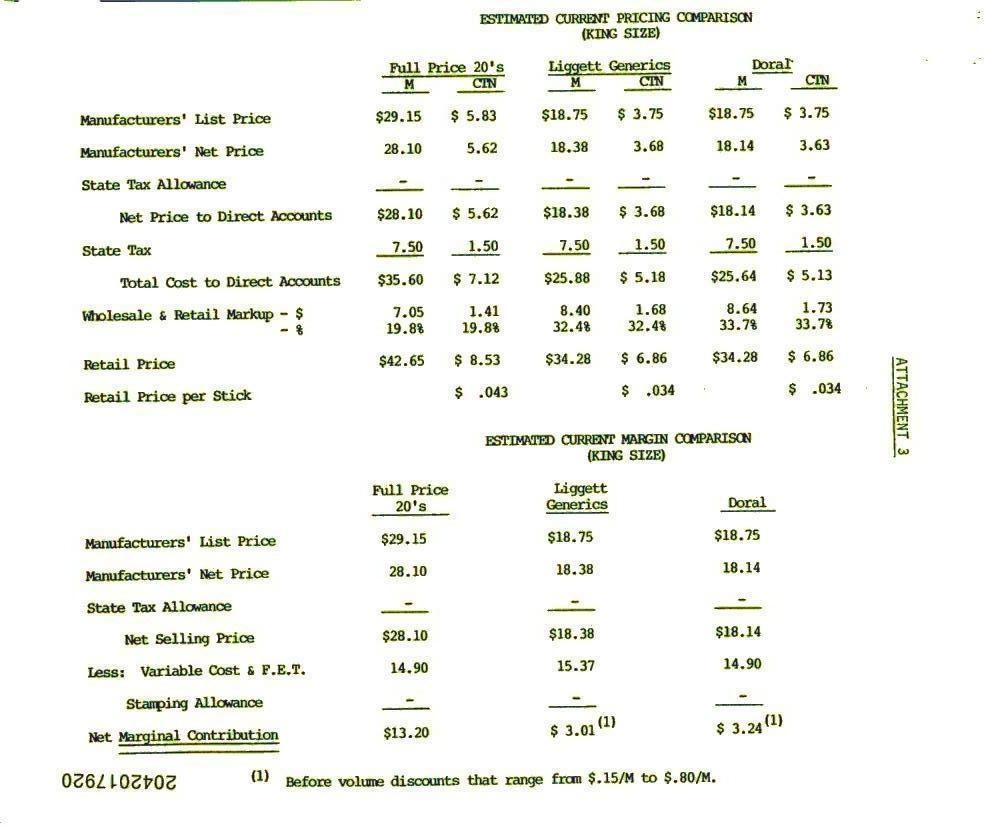 ESTIMATED CURRENT PRICING COMPARISON
(KING SIZE)
Full Price 20's Liggett Generics Doral
M CTN M CTN M CTN
Manufacturers' List Price $29.15 $ 5.83 $18.75 $ 3.75 $18.75 $ 3.75
Manufacturers' Net Price 28.10 5.62 18.38 3.68 18.14 3.63
State Tax Allowance - - - - - -
Net Price to Direct Accounts $28.10 $ 5.62 $18.38 $ 3.68 $18.14 $ 3.63
State Tax 7.50 1.50 7.50 1.50 7.50 1.50
Total Cost to Direct Accounts $35.60 $ 7.12 $25.88 $ 5.18 $25.64 $ 5.13
Wholesale & Retail Markup - $ 7.05 1.41 8.40 1.68 8.64 1.73
- % 19.8% 19.8% 32.4% 32.4% 33.7% 33.7%
Retail Price $42.65 $ 8.53 $34.28 $ 6.86 $34.28 $ 6.86
Retail Price per Stick $ .043 $ .034 $ .034
ATTACHMENT 3
ESTIMATED CURRENT MARGIN COMPARISON
(KING SIZE)
Full Price Liggett
20's Generics Doral
Manufacturers' List Price $29.15 $18.75 $18.75
Manufacturers' Net Price 28.10 18.38 18.14
State Tax Allowance - - -
Net Selling Price $28.10 $18.38 $18.14
Less: Variable Cost & F.E.T. 14.90 15.37 14.90
Stamping Allowance - - -
Net Marginal Contribution $13.20 $ 3.01(1) $ 3.24(1)
(1) Before volume discounts that range from $.15/M to $.80/M.
2042017920